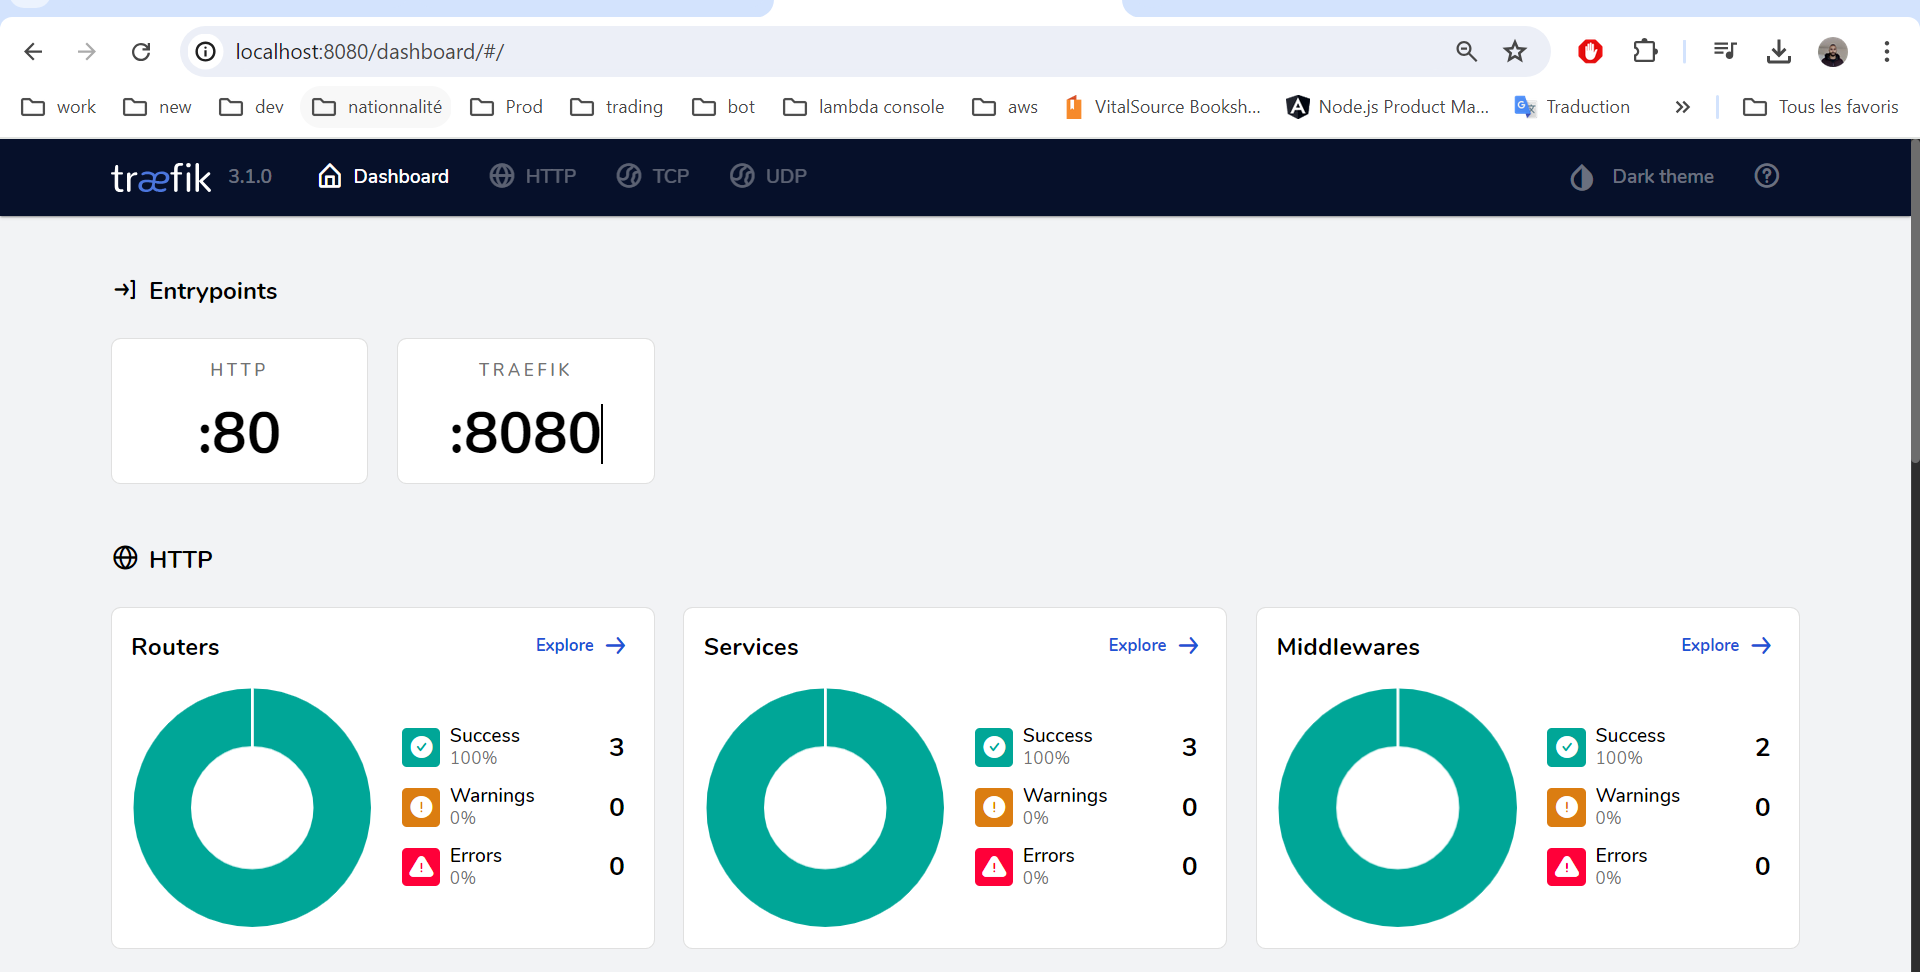 localhost:8080/dashboard/#/
work new dev nationnalité Prod trading bot lambda console aws VitalSource Booksh... Node.js Product Ma... Traduction » Tous les favoris
træfik 3.1.0 Dashboard HTTP TCP UDP Dark theme
Entrypoints
HTTP TRAEFIK
:80 :8080
HTTP
Routers Explore
Success 3
100%
Warnings 0
0%
Errors 0
0%
Services Explore
Success 3
100%
Warnings 0
0%
Errors 0
0%
Middlewares Explore
Success 2
100%
Warnings 0
0%
Errors 0
0%